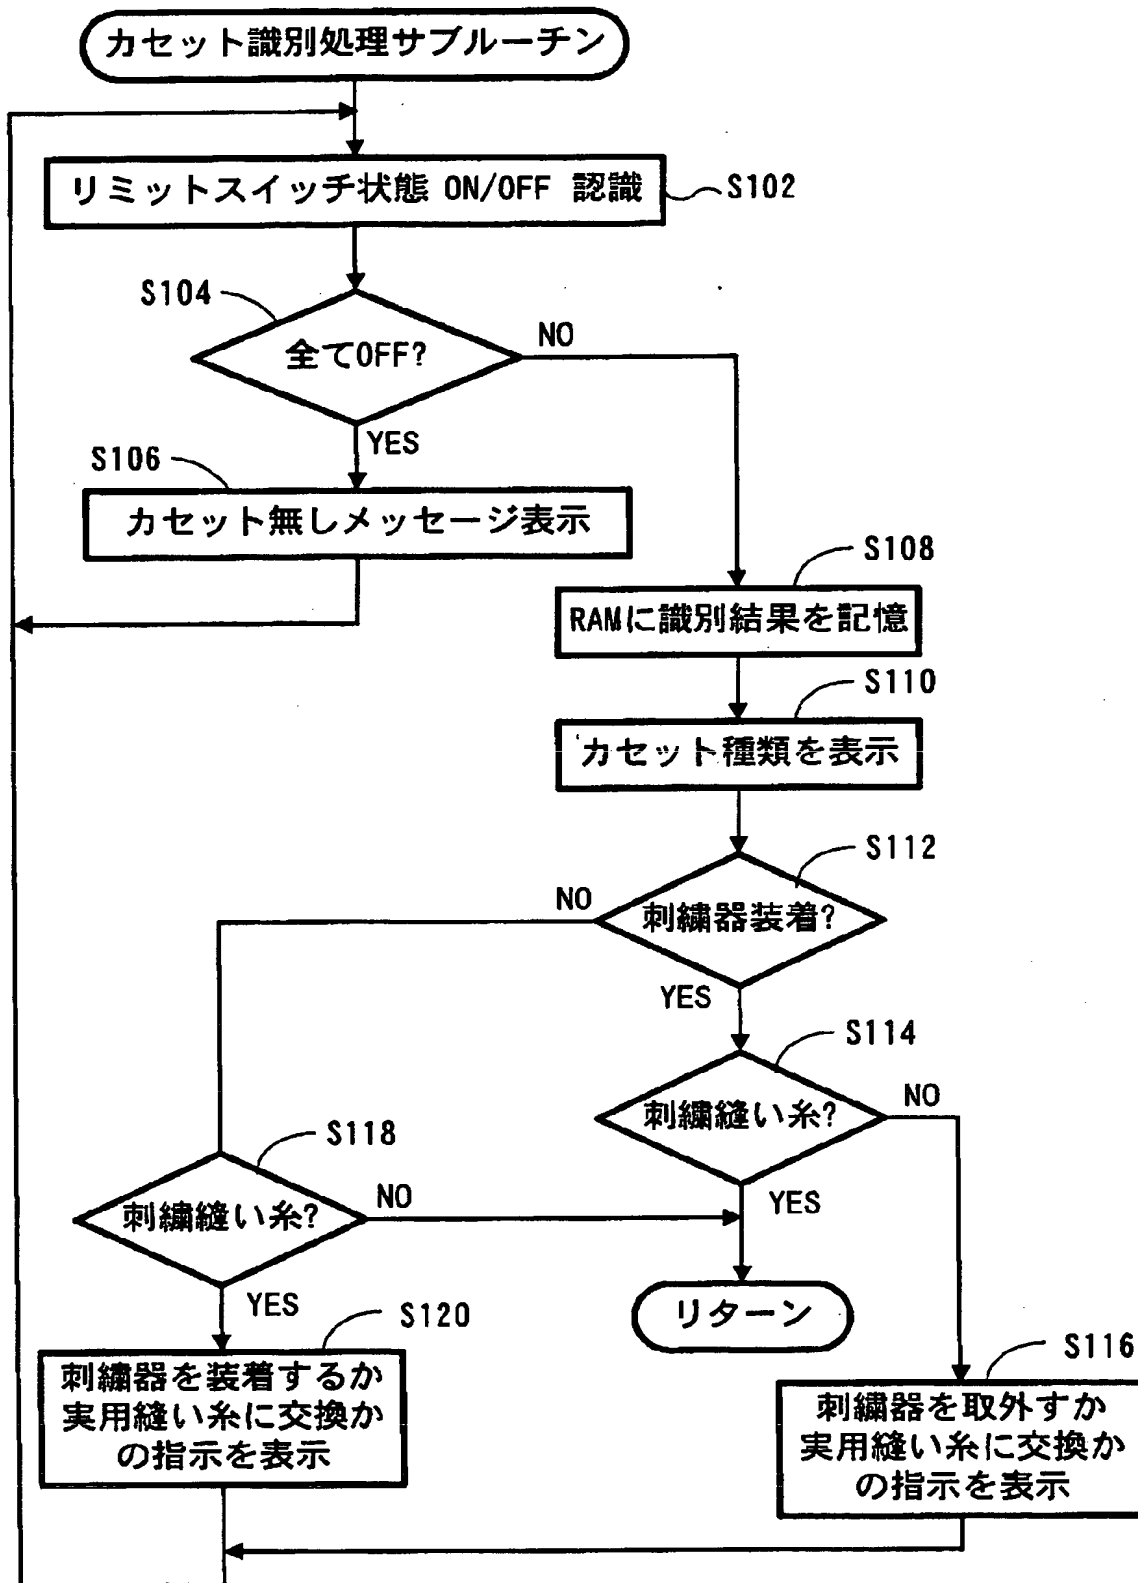 カセット識別処理サブルーチン
リミットスイッチ状態 ON/OFF 認識
S102
S104
全てOFF?
NO
YES
S106
カセット無しメッセージ表示
S108
RAMに識別結果を記憶
S110
カセット種類を表示
S112
刺繍器装着?
NO
YES
S114
刺繍縫い糸?
NO
YES
S118
刺繍縫い糸?
NO
YES
リターン
S120
刺繍器を装着するか
実用縫い糸に交換か
の指示を表示
S116
刺繍器を取外すか
実用縫い糸に交換か
の指示を表示